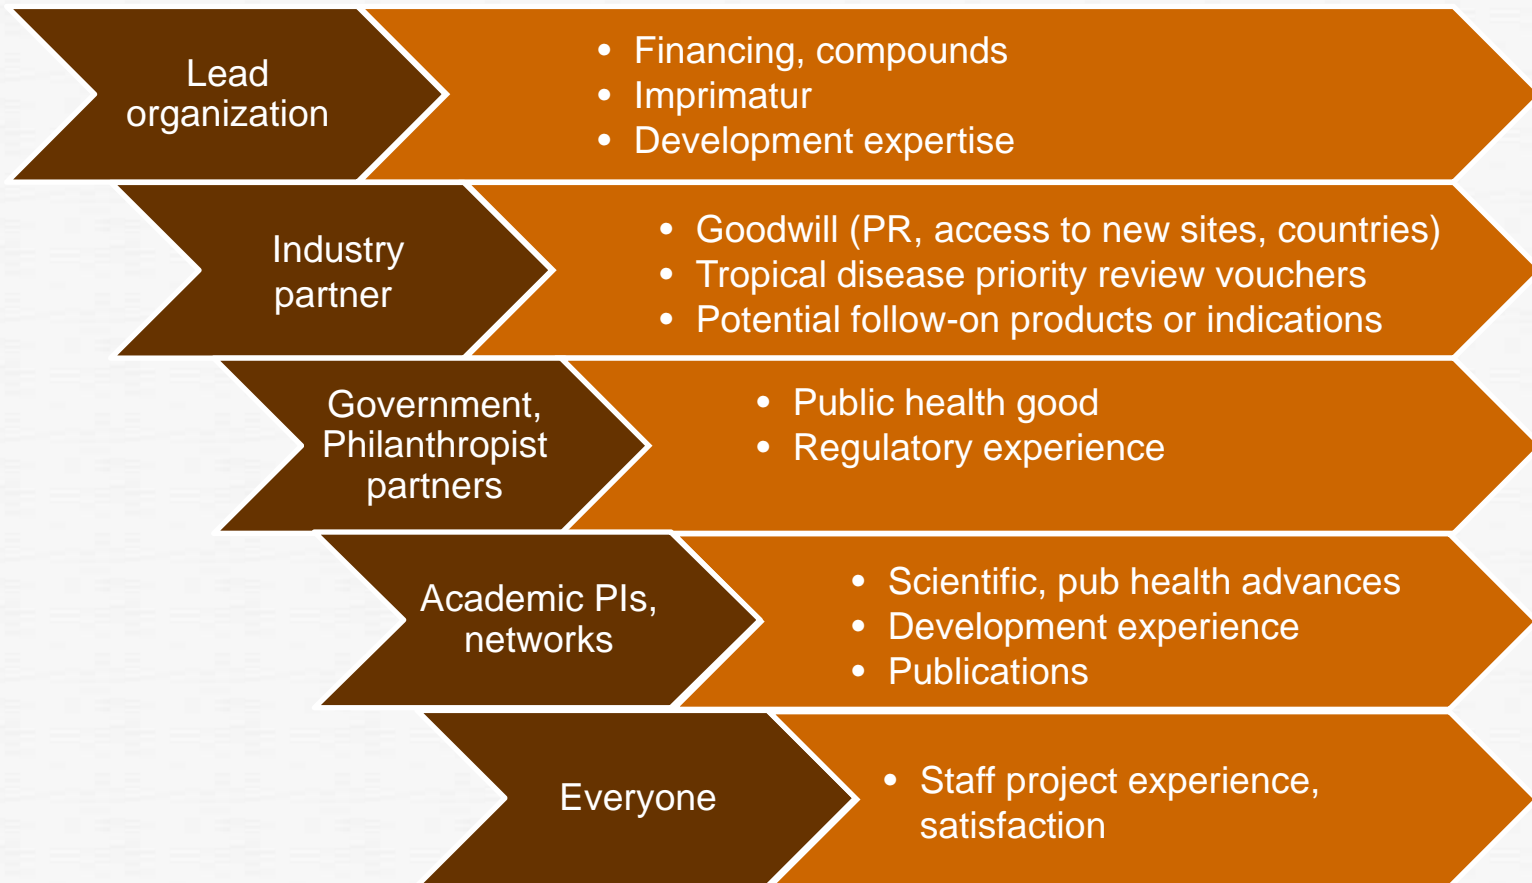 Lead
organization
• Financing, compounds
• Imprimatur
• Development expertise
Industry
partner
• Goodwill (PR, access to new sites, countries)
• Tropical disease priority review vouchers
• Potential follow-on products or indications
Government,
Philanthropist
partners
• Public health good
• Regulatory experience
Academic PIs,
networks
• Scientific, pub health advances
• Development experience
• Publications
Everyone
• Staff project experience,
satisfaction